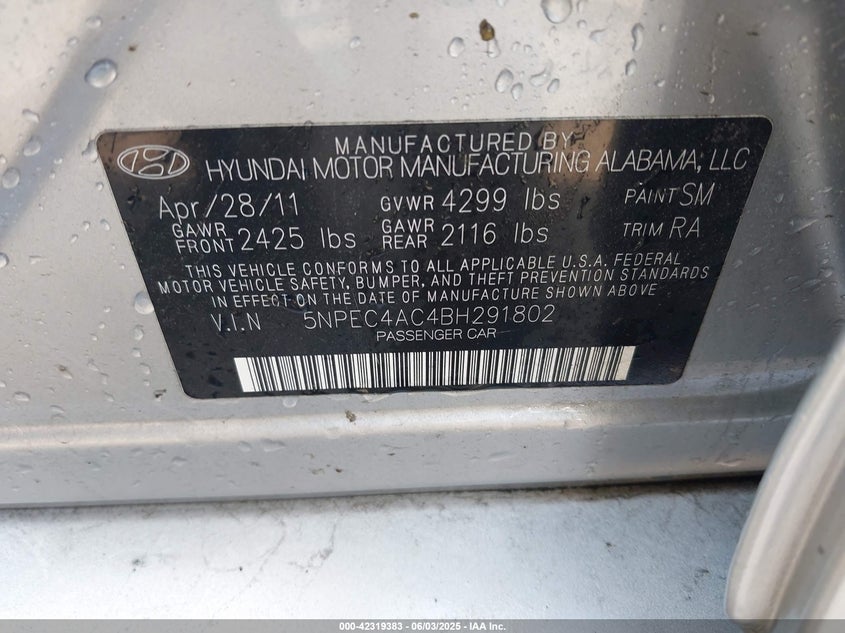 MANUFACTURED BY
HYUNDAI MOTOR MANUFACTURING ALABAMA, LLC
Apr/28/11 GVWR 4299 lbs PAINT SM
GAWR FRONT 2425 lbs GAWR REAR 2116 lbs TRIM RA
THIS VEHICLE CONFORMS TO ALL APPLICABLE U.S.A. FEDERAL
MOTOR VEHICLE SAFETY, BUMPER, AND THEFT PREVENTION STANDARDS
IN EFFECT ON THE DATE OF MANUFACTURE SHOWN ABOVE
V.I.N 5NPEC4AC4BH291802
PASSENGER CAR
000-42319383 | 06/03/2025 | IAA Inc.